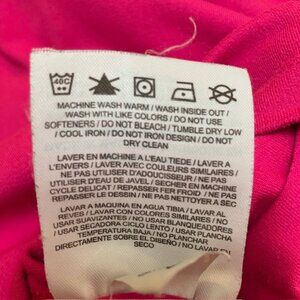 40C
MACHINE WASH WARM / WASH INSIDE OUT /
WASH WITH LIKE COLORS / DO NOT USE
SOFTENERS / DO NOT BLEACH / TUMBLE DRY LOW
/ COOL IRON / DO NOT IRON DESIGN / DO NOT
DRY CLEAN
LAVER EN MACHINE A L'EAU TIEDE / LAVER A
L'ENVERS / LAVER AVEC COULEURS SIMILAIRES /
NE PAS UTILISER D'ADOUCISSEUR / NE PAS
UTILISER D'EAU DE JAVEL / SECHER EN MACHINE
CYCLE DELICAT / REPASSER FER FROID / NE
PAS REPASSER IMPRIME / NE PAS NETTOYER A SEC
LAVAR A MAQUINA EN AGUA TIBIA / LAVAR AL
REVES / LAVAR CON COLORES SIMILARES / NO
USAR SUAVIZANTES / NO USAR BLANQUEADORES
/ USAR SECADORA CICLO LENTO / USAR PLANCHA
TEMPERATURA BAJA / NO PLANCHAR
DIRECTAMENTE SOBRE EL DISEÑO / NO LAVAR EN
SECO